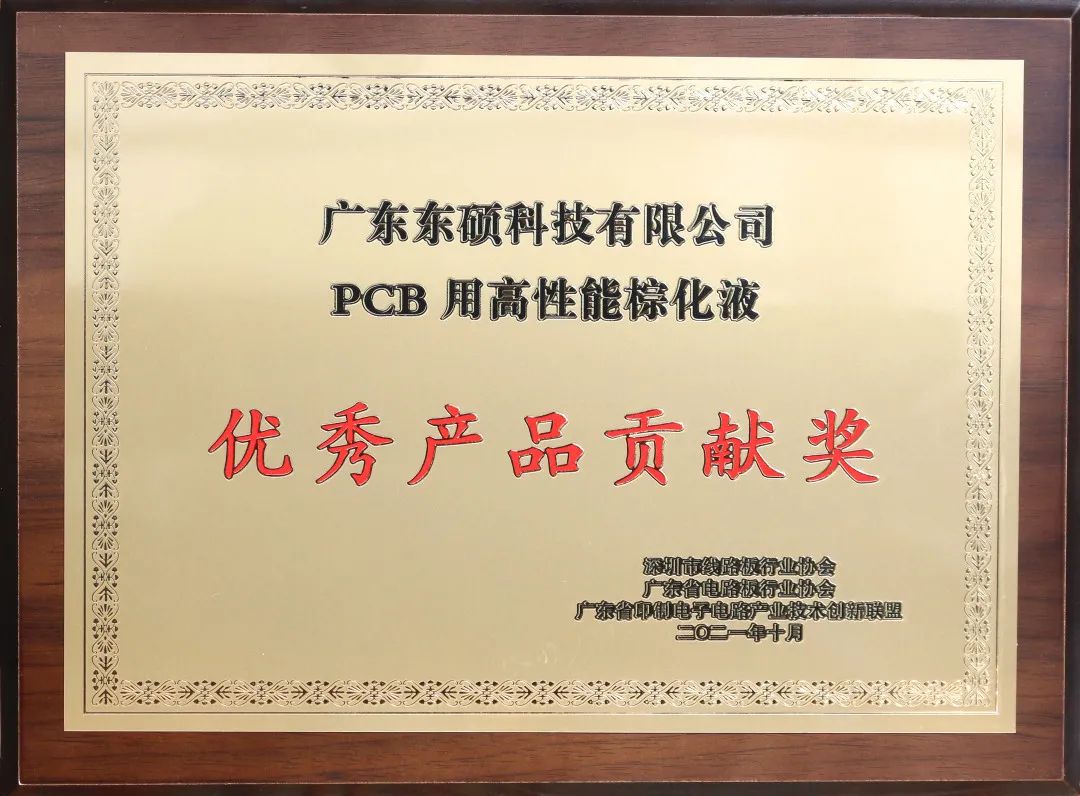 广东东硕科技有限公司
PCB 用高性能棕化液
优秀产品贡献奖
深圳市线路板行业协会
广东省电路板行业协会
广东省印制电子电路产业技术创新联盟
二〇二一年十月